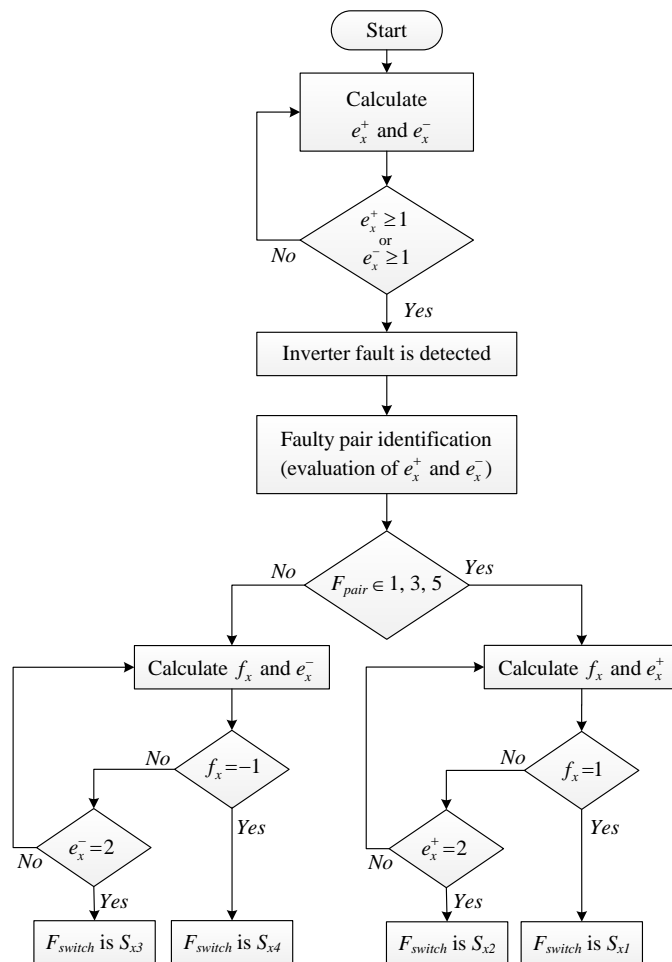 Start
Calculate
e_x^+ and e_x^-
e_x^+ ≥ 1
or
e_x^- ≥ 1
No
Yes
Inverter fault is detected
Faulty pair identification
(evaluation of e_x^+ and e_x^-)
No
F_pair ∈ 1, 3, 5
Yes
Calculate f_x and e_x^-
Calculate f_x and e_x^+
No
f_x = −1
No
f_x = 1
No
e_x^- = 2
Yes
No
e_x^+ = 2
Yes
Yes
Yes
F_switch is S_x3
F_switch is S_x4
F_switch is S_x2
F_switch is S_x1